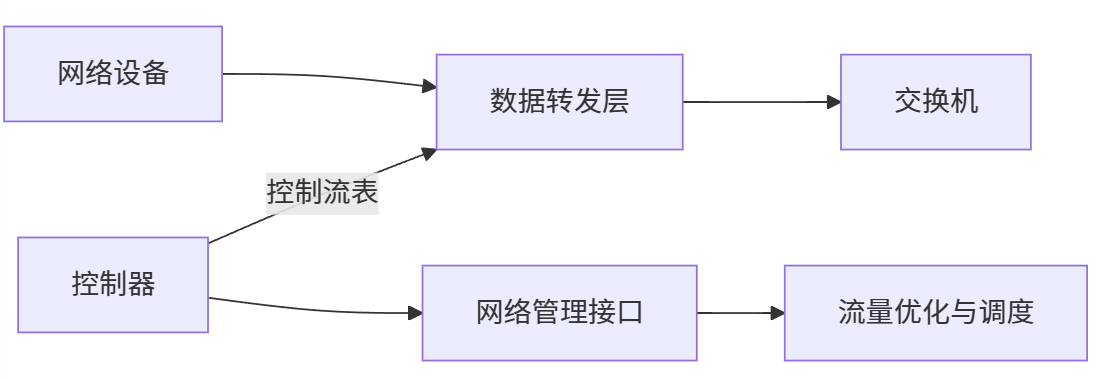 网络设备
数据转发层
交换机
控制流表
控制器
网络管理接口
流量优化与调度